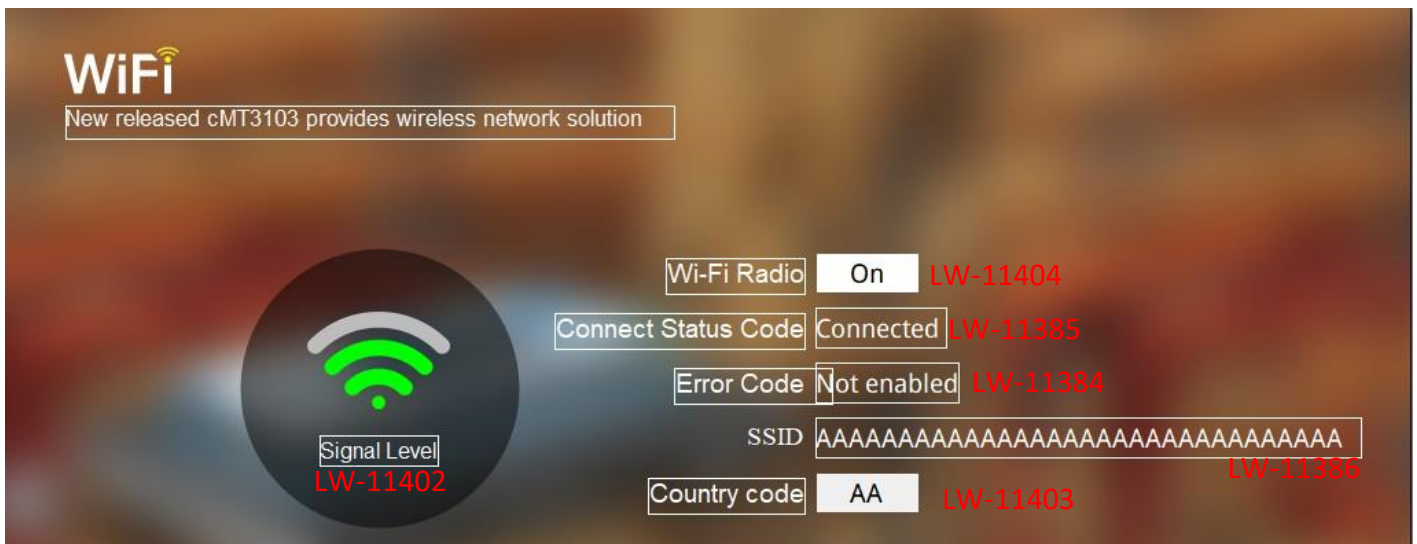 WiFi
New released cMT3103 provides wireless network solution
Wi-Fi Radio On LW-11404
Connect Status Code Connected LW-11385
Error Code Not enabled LW-11384
SSID AAAAAAAAAAAAAAAAAAAAAAAAAAAAAAAA
LW-11386
Signal Level
LW-11402
Country code AA LW-11403